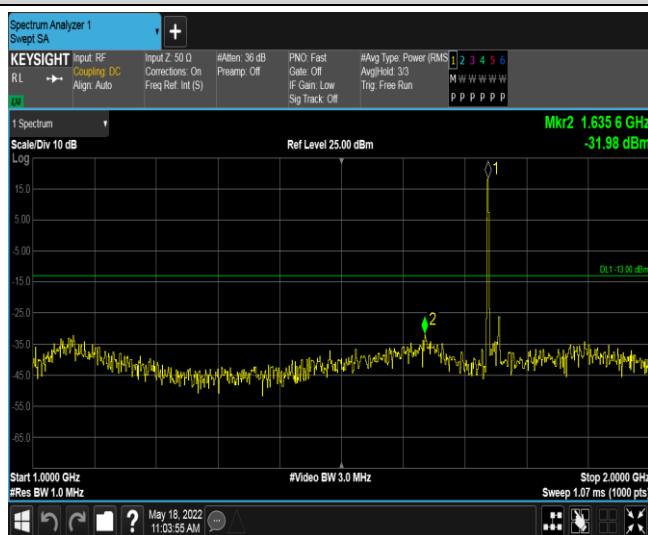 Spectrum Analyzer 1
Swept SA
+
KEYSIGHT
RL
Input: RF
Coupling: DC
Align: Auto
Input Z: 50 Ω
Corrections: On
Freq Ref: Int (S)
#Atten: 36 dB
Preamp: Off
PNO: Fast
Gate: Off
IF Gain: Low
Sig Track: Off
#Avg Type: Power (RMS
Avg|Hold: 3/3
Trig: Free Run
1 2 3 4 5 6
M W W W W W
P P P P P P
1 Spectrum
Mkr2 1.635 6 GHz
-31.98 dBm
Scale/Div 10 dB
Ref Level 25.00 dBm
Log
15.0
5.00
-5.00
-15.0
-25.0
-35.0
-45.0
-55.0
-65.0
1
2
DL1 -13.00 dBm
Start 1.0000 GHz
#Res BW 1.0 MHz
#Video BW 3.0 MHz
Stop 2.0000 GHz
Sweep 1.07 ms (1000 pts)
?
May 18, 2022
11:03:55 AM